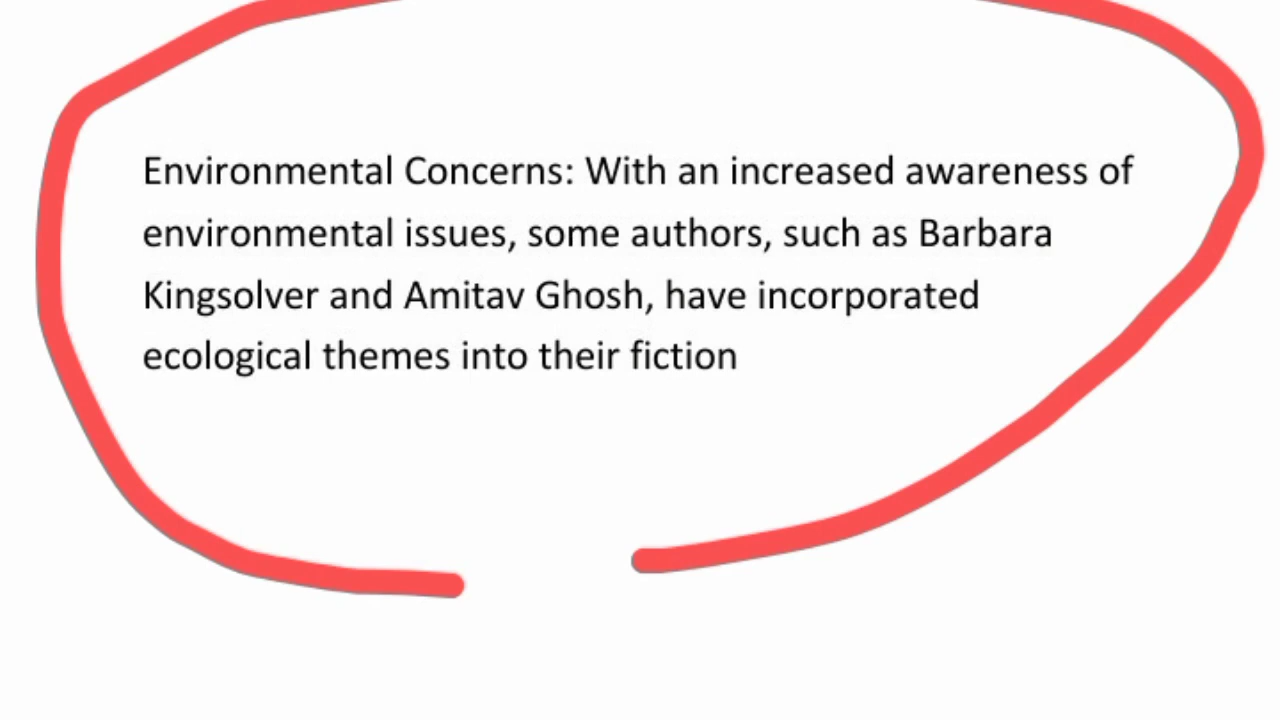 Environmental Concerns: With an increased awareness of
environmental issues, some authors, such as Barbara
Kingsolver and Amitav Ghosh, have incorporated
ecological themes into their fiction